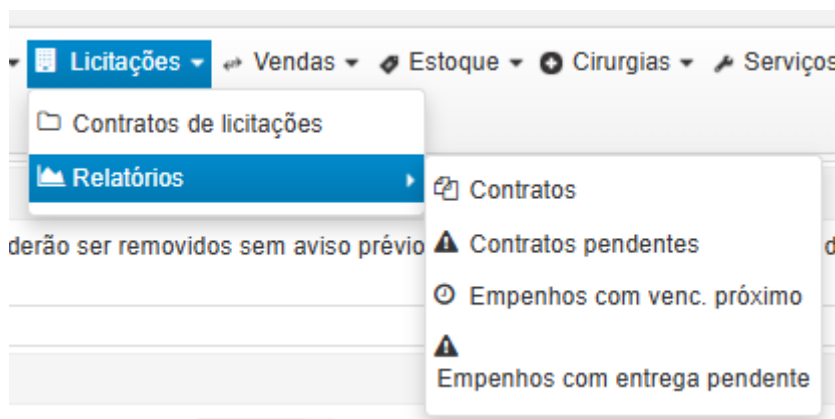 Licitações Vendas Estoque Cirurgias Serviços
Contratos de licitações
Relatórios
Contratos
derão ser removidos sem aviso prévio
Contratos pendentes
Empenhos com venc. próximo
Empenhos com entrega pendente